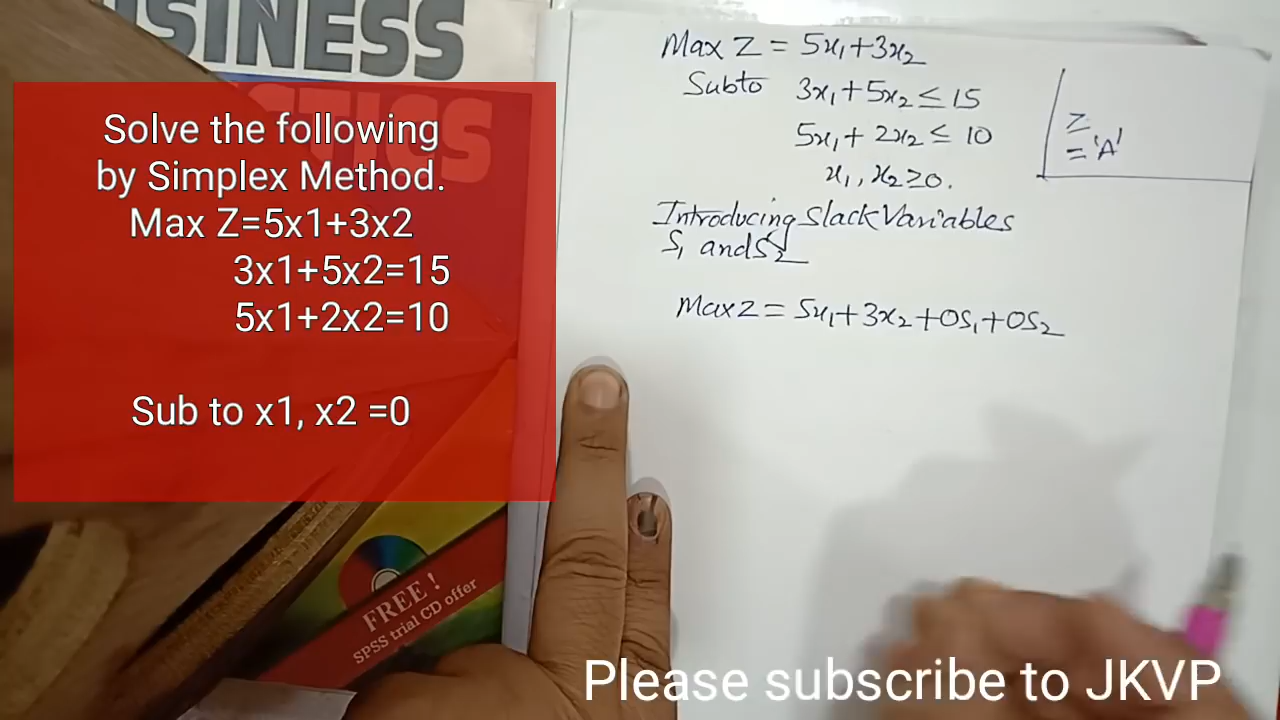 SINESS
TICS
Solve the following
by Simplex Method.
Max Z=5x1+3x2
3x1+5x2=15
5x1+2x2=10
Sub to x1, x2 =0
FREE !
SPSS trial CD offer
Max Z = 5x₁+3x₂
Subto 3x₁+5x₂ ≤ 15
5x₁+ 2x₂ ≤ 10
x₁, x₂ ≥0.
Z
= 'A'
Introducing Slack Variables
S₁ and S₂
Max Z = 5x₁+3x₂+0S₁+0S₂
Please subscribe to JKVP